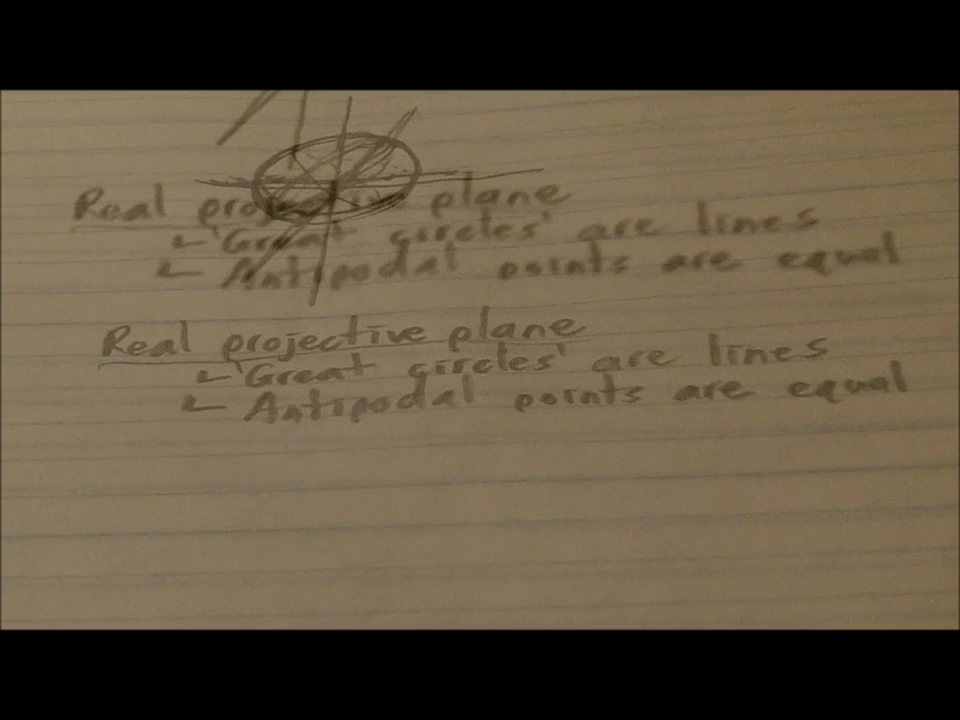 Real projective plane
'Great circles' are lines
Antipodal points are equal
Real projective plane
'Great circles' are lines
Antipodal points are equal